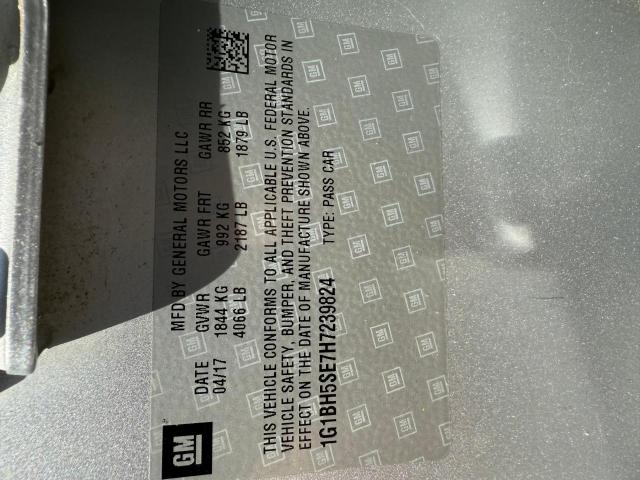 GM
MFD BY GENERAL MOTORS LLC
DATE GVWR GAWR FRT GAWR RR
04/17 1844 KG 992 KG 852 KG
4066 LB 2187 LB 1879 LB
THIS VEHICLE CONFORMS TO ALL APPLICABLE U.S. FEDERAL MOTOR
VEHICLE SAFETY, BUMPER, AND THEFT PREVENTION STANDARDS IN
EFFECT ON THE DATE OF MANUFACTURE SHOWN ABOVE.
1G1BH5SE7H7239824 TYPE: PASS CAR